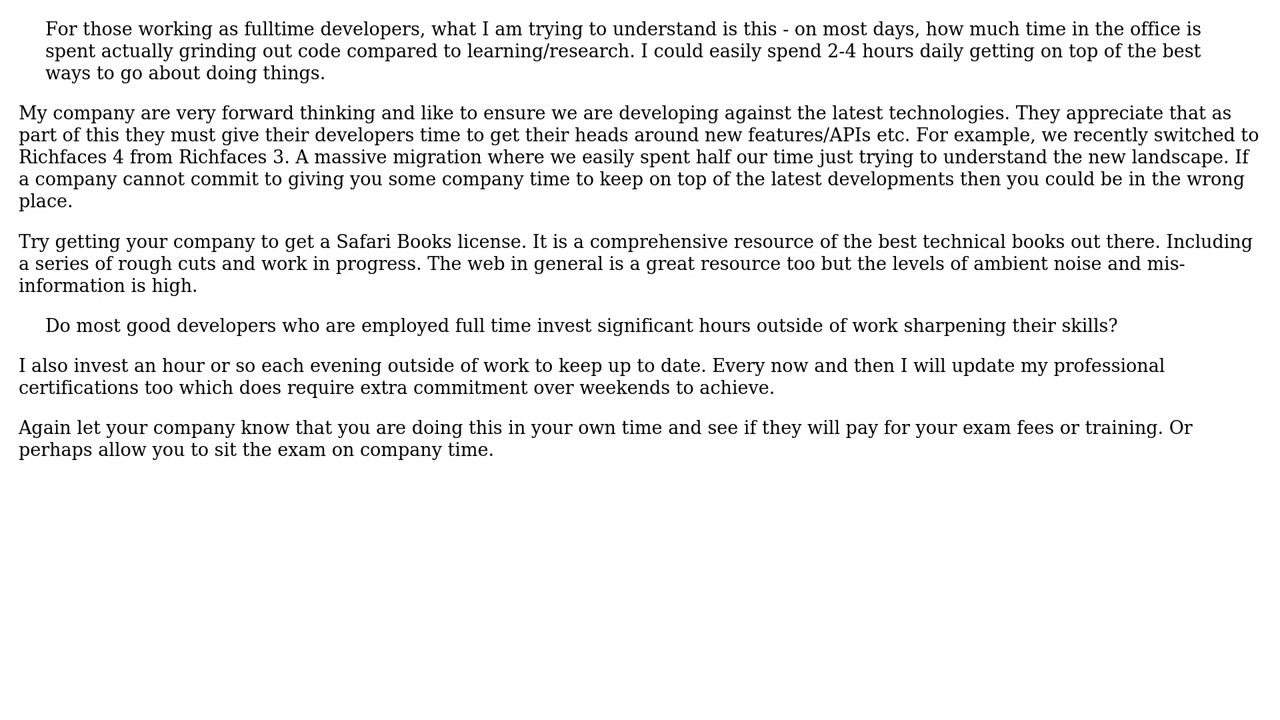 For those working as fulltime developers, what I am trying to understand is this - on most days, how much time in the office is
spent actually grinding out code compared to learning/research. I could easily spend 2-4 hours daily getting on top of the best
ways to go about doing things.
My company are very forward thinking and like to ensure we are developing against the latest technologies. They appreciate that as
part of this they must give their developers time to get their heads around new features/APIs etc. For example, we recently switched to
Richfaces 4 from Richfaces 3. A massive migration where we easily spent half our time just trying to understand the new landscape. If
a company cannot commit to giving you some company time to keep on top of the latest developments then you could be in the wrong
place.
Try getting your company to get a Safari Books license. It is a comprehensive resource of the best technical books out there. Including
a series of rough cuts and work in progress. The web in general is a great resource too but the levels of ambient noise and mis-
information is high.
Do most good developers who are employed full time invest significant hours outside of work sharpening their skills?
I also invest an hour or so each evening outside of work to keep up to date. Every now and then I will update my professional
certifications too which does require extra commitment over weekends to achieve.
Again let your company know that you are doing this in your own time and see if they will pay for your exam fees or training. Or
perhaps allow you to sit the exam on company time.